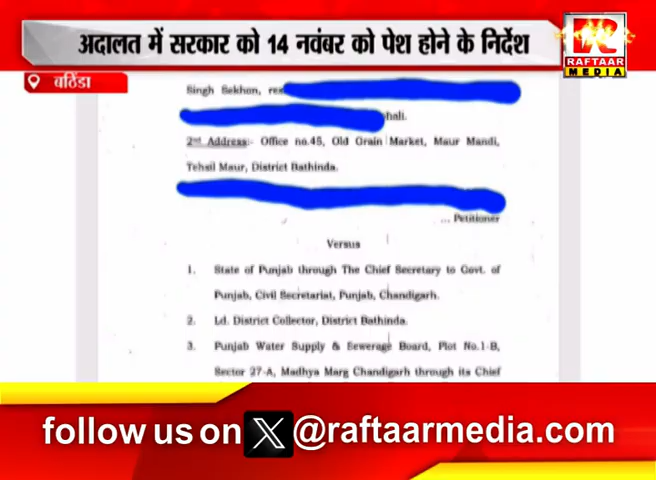 अदालत में सरकार को 14 नवंबर को पेश होने के निर्देश
RAFTAAR
MEDIA
बठिंडा
Singh Sekhon, res
hali.
2nd Address:- Office no.45, Old Grain Market, Maur Mandi,
Tehsil Maur, District Bathinda.
... Petitioner
Versus
1. State of Punjab through The Chief Secretary to Govt. of
Punjab, Civil Secretariat, Punjab, Chandigarh.
2. Ld. District Collector, District Bathinda.
3. Punjab Water Supply & Sewerage Board, Plot No.1-B,
Sector 27-A, Madhya Marg Chandigarh through its Chief
follow us on X @raftaarmedia.com